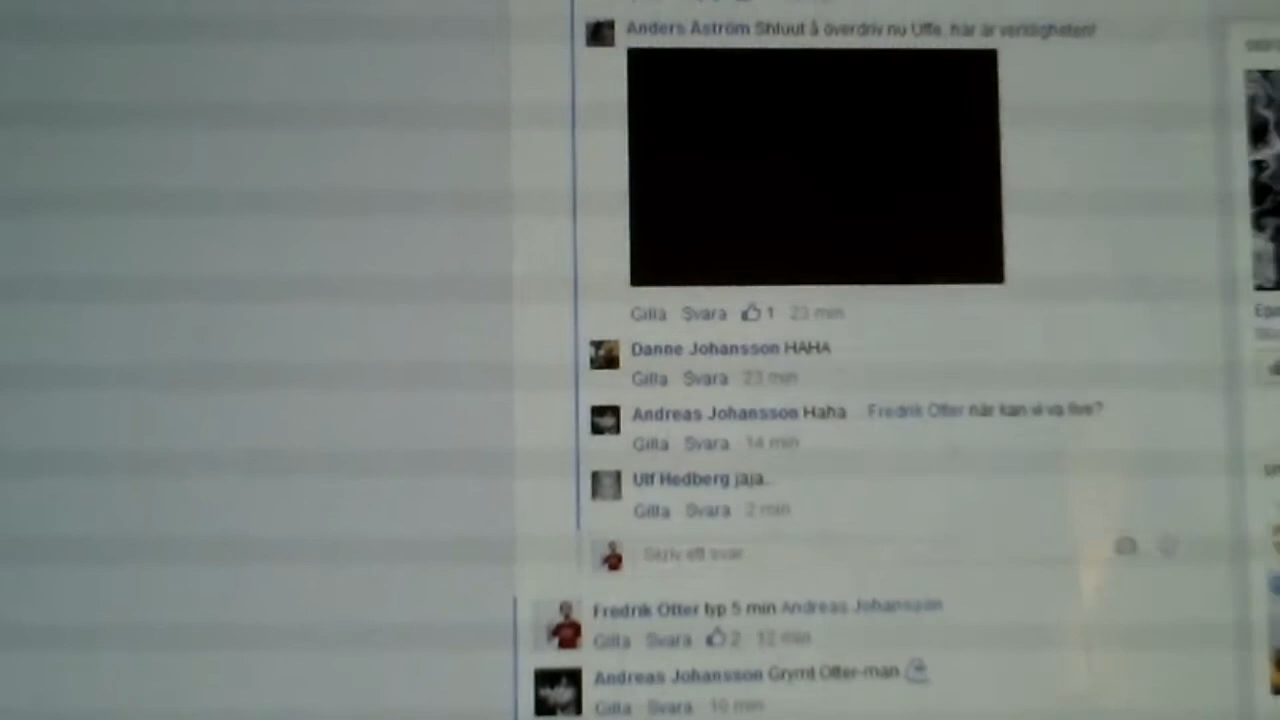 Anders Åström Shluut å överdriv nu Uffe, här är verkligheten!
Gilla Svara 1 23 min
Danne Johansson HAHA
Gilla Svara 23 min
Andreas Johansson Haha Fredrik Otter när kan vi va live?
Gilla Svara 14 min
Ulf Hedberg jaja..
Gilla Svara 2 min
Skriv ett svar
Fredrik Otter typ 5 min Andreas Johansson
Gilla Svara 2 12 min
Andreas Johansson Grymt Otter-man
Gilla Svara 10 min